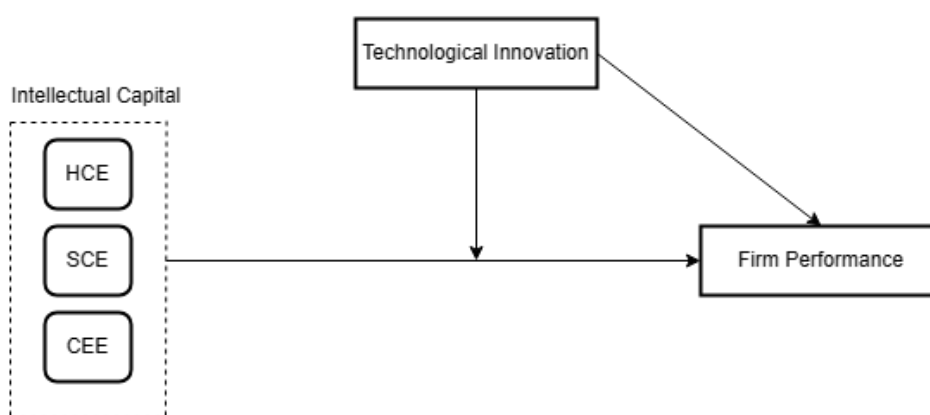 Technological Innovation
Intellectual Capital
HCE
SCE
CEE
Firm Performance